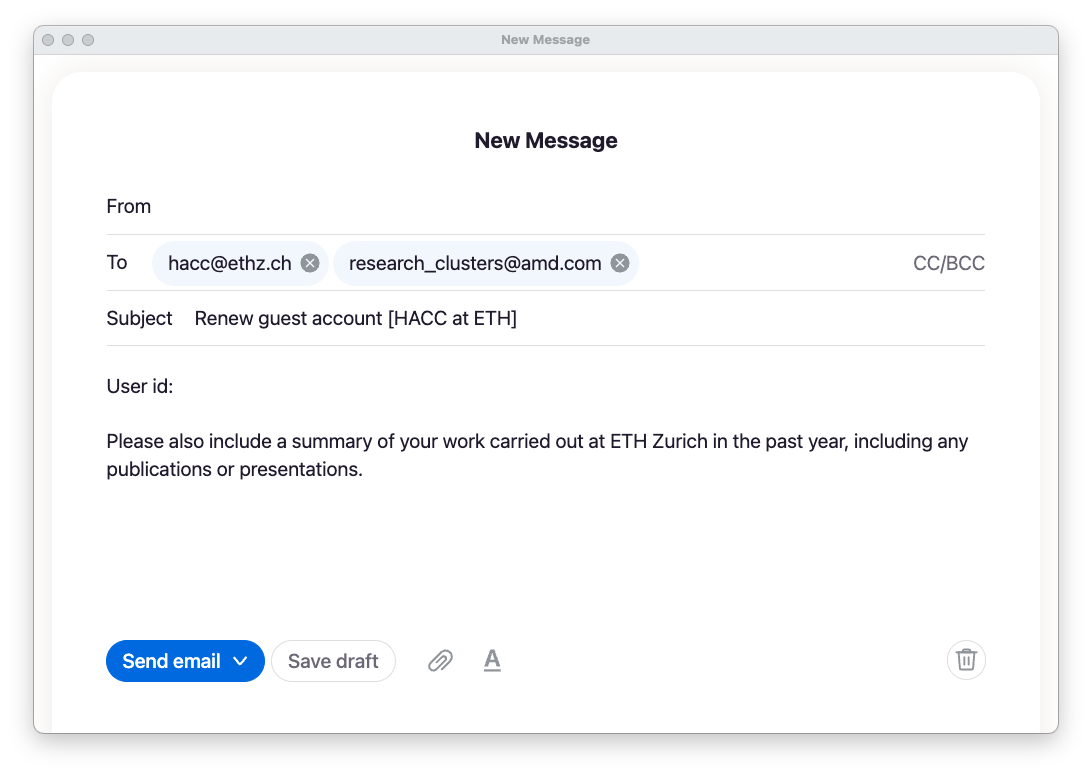 New Message
New Message
From
To hacc@ethz.ch research_clusters@amd.com CC/BCC
Subject Renew guest account [HACC at ETH]
User id:
Please also include a summary of your work carried out at ETH Zurich in the past year, including any
publications or presentations.
Send email Save draft A